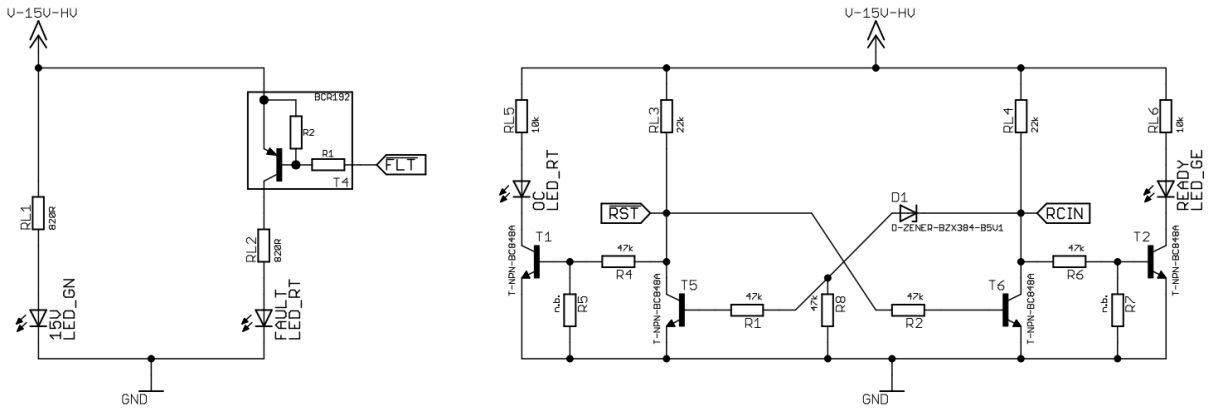 V-15V-HV
BCR192
R2
R1
FLT
T4
RL1
820R
RL2
820R
15V
LED_GN
FAULT
LED_RT
GND
V-15V-HV
RL5
10k
RL3
22k
RL4
22k
RL6
10k
OC
LED_RT
READY
LED_GE
RST
D1
D-ZENER-BZX384-B5V1
RCIN
T1
T-NPN-BC848A
47k
R4
T5
T-NPN-BC848A
n.b.
R5
47k
R1
47k
R8
47k
R2
T6
T-NPN-BC848A
47k
R6
T2
T-NPN-BC848A
n.b.
R7
GND